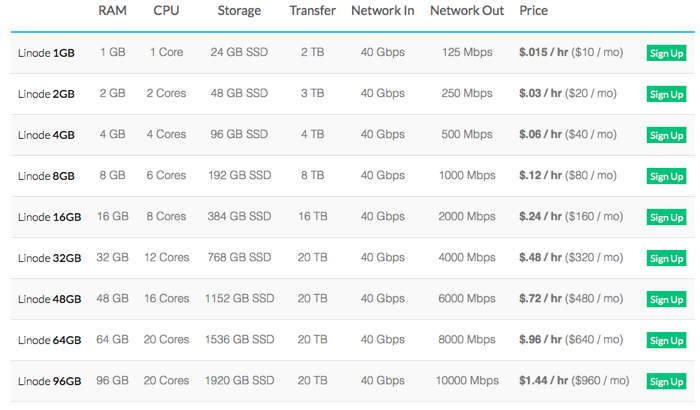 RAM CPU Storage Transfer Network In Network Out Price
Linode 1GB 1 GB 1 Core 24 GB SSD 2 TB 40 Gbps 125 Mbps $.015 / hr ($10 / mo) Sign Up
Linode 2GB 2 GB 2 Cores 48 GB SSD 3 TB 40 Gbps 250 Mbps $.03 / hr ($20 / mo) Sign Up
Linode 4GB 4 GB 4 Cores 96 GB SSD 4 TB 40 Gbps 500 Mbps $.06 / hr ($40 / mo) Sign Up
Linode 8GB 8 GB 6 Cores 192 GB SSD 8 TB 40 Gbps 1000 Mbps $.12 / hr ($80 / mo) Sign Up
Linode 16GB 16 GB 8 Cores 384 GB SSD 16 TB 40 Gbps 2000 Mbps $.24 / hr ($160 / mo) Sign Up
Linode 32GB 32 GB 12 Cores 768 GB SSD 20 TB 40 Gbps 4000 Mbps $.48 / hr ($320 / mo) Sign Up
Linode 48GB 48 GB 16 Cores 1152 GB SSD 20 TB 40 Gbps 6000 Mbps $.72 / hr ($480 / mo) Sign Up
Linode 64GB 64 GB 20 Cores 1536 GB SSD 20 TB 40 Gbps 8000 Mbps $.96 / hr ($640 / mo) Sign Up
Linode 96GB 96 GB 20 Cores 1920 GB SSD 20 TB 40 Gbps 10000 Mbps $1.44 / hr ($960 / mo) Sign Up